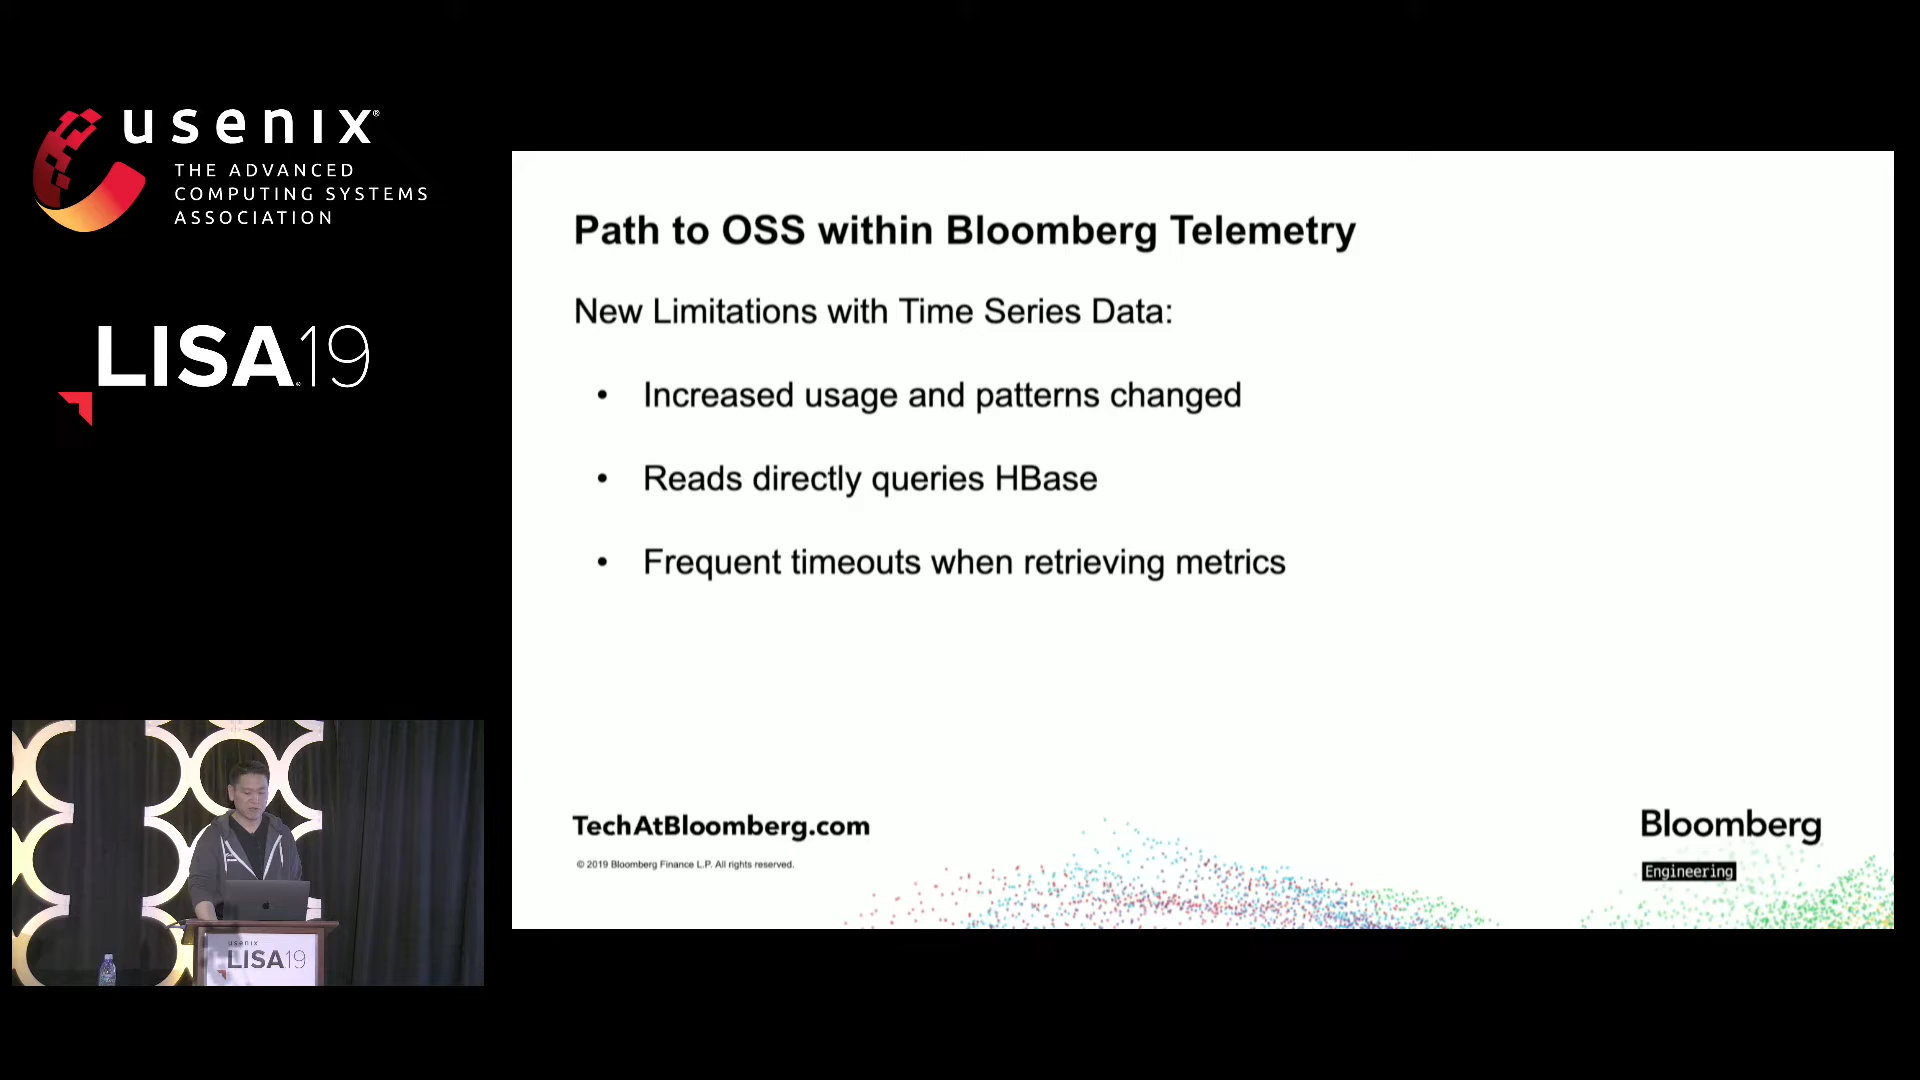 usenix®
THE ADVANCED
COMPUTING SYSTEMS
ASSOCIATION
LISA19
Path to OSS within Bloomberg Telemetry
New Limitations with Time Series Data:
• Increased usage and patterns changed
• Reads directly queries HBase
• Frequent timeouts when retrieving metrics
TechAtBloomberg.com
© 2019 Bloomberg Finance L.P. All rights reserved.
Bloomberg
Engineering
usenix
LISA19